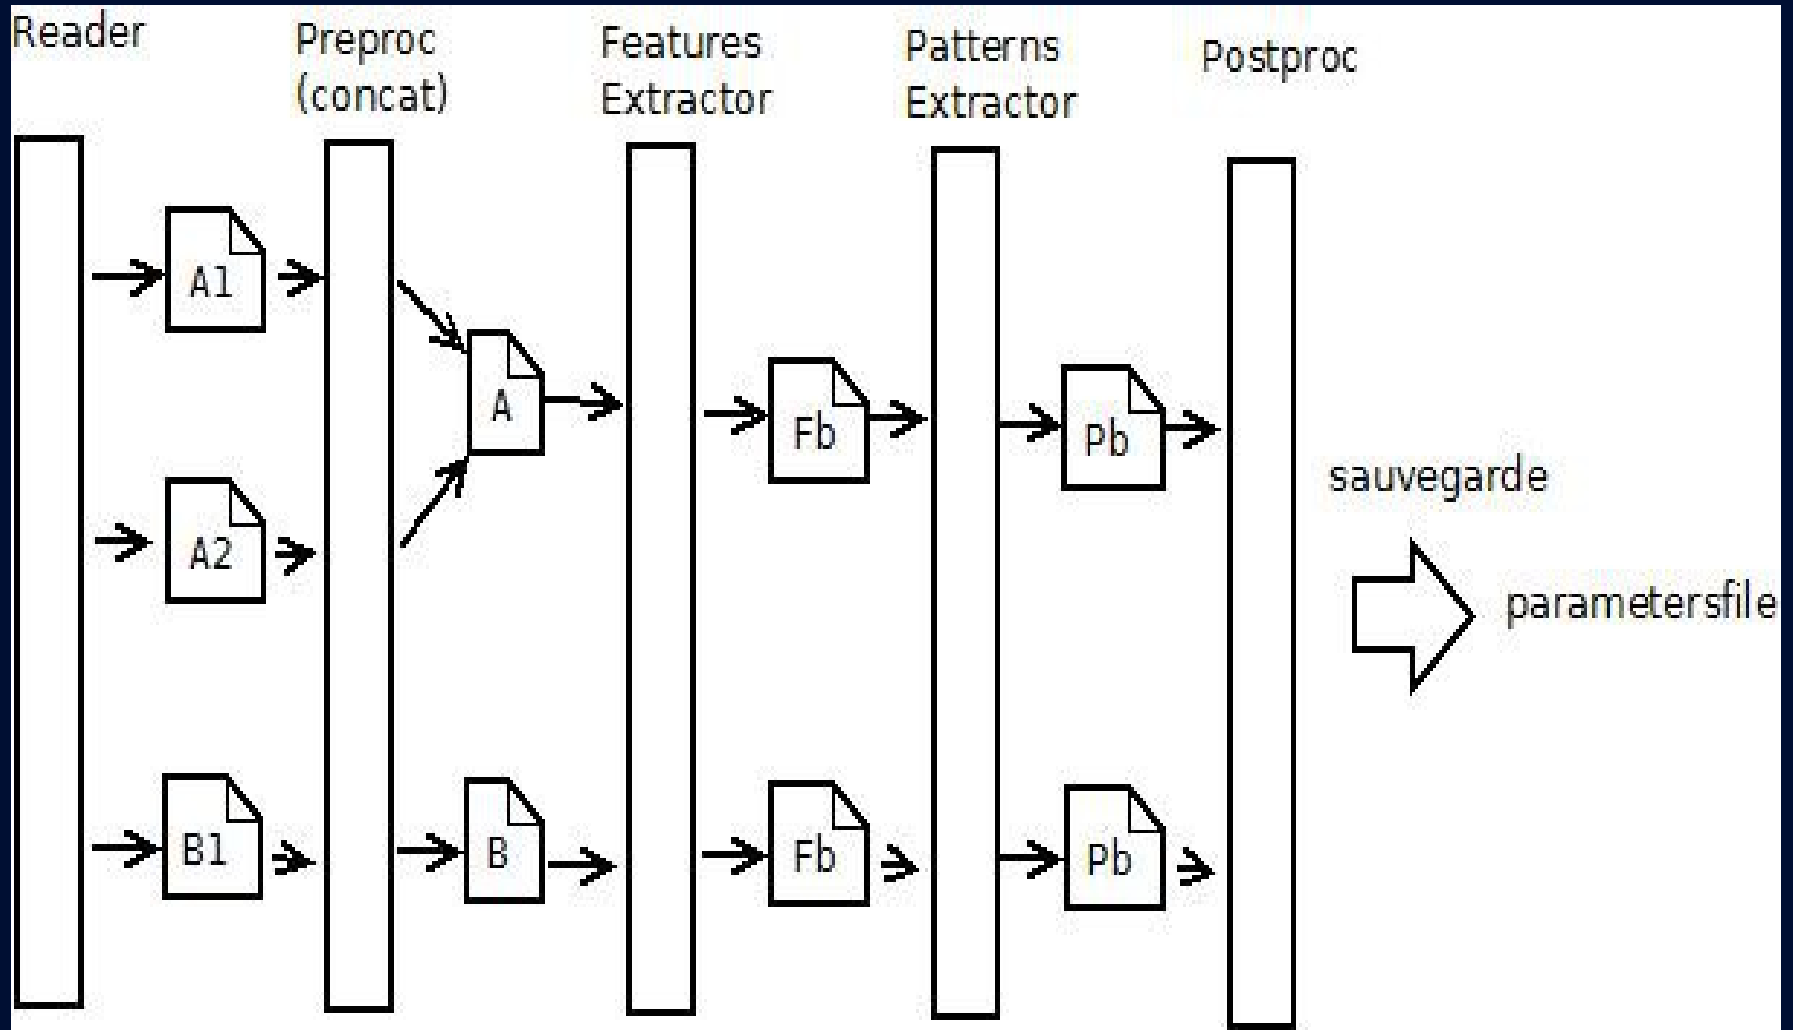 Reader
Preproc
(concat)
Features
Extractor
Patterns
Extractor
Postproc
A1
A
Fb
Pb
sauvegarde
A2
parametersfile
B1
B
Fb
Pb